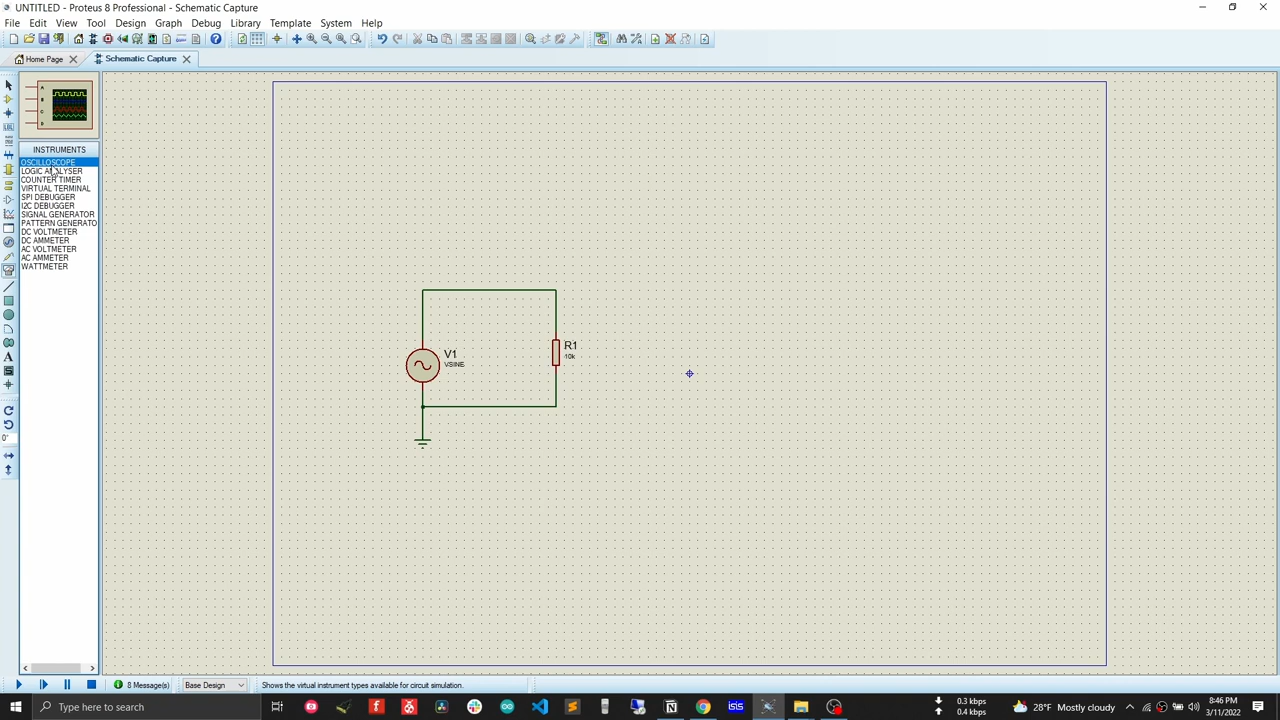 UNTITLED - Proteus 8 Professional - Schematic Capture
File Edit View Tool Design Graph Debug Library Template System Help
Home Page
Schematic Capture
A
B
C
D
LBL
INSTRUMENTS
OSCILLOSCOPE
LOGIC ANALYSER
COUNTER TIMER
VIRTUAL TERMINAL
SPI DEBUGGER
I2C DEBUGGER
SIGNAL GENERATOR
PATTERN GENERATO
DC VOLTMETER
DC AMMETER
AC VOLTMETER
AC AMMETER
WATTMETER
A
0°
V1
VSINE
R1
10k
8 Message(s)
Base Design
Shows the virtual instrument types available for circuit simulation.
Type here to search
isis
0.3 kbps
0.4 kbps
28°F Mostly cloudy
8:46 PM
3/11/2022